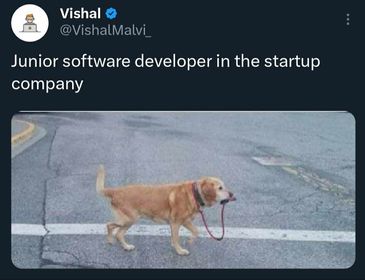 Vishal
@VishalMalvi_
Junior software developer in the startup
company